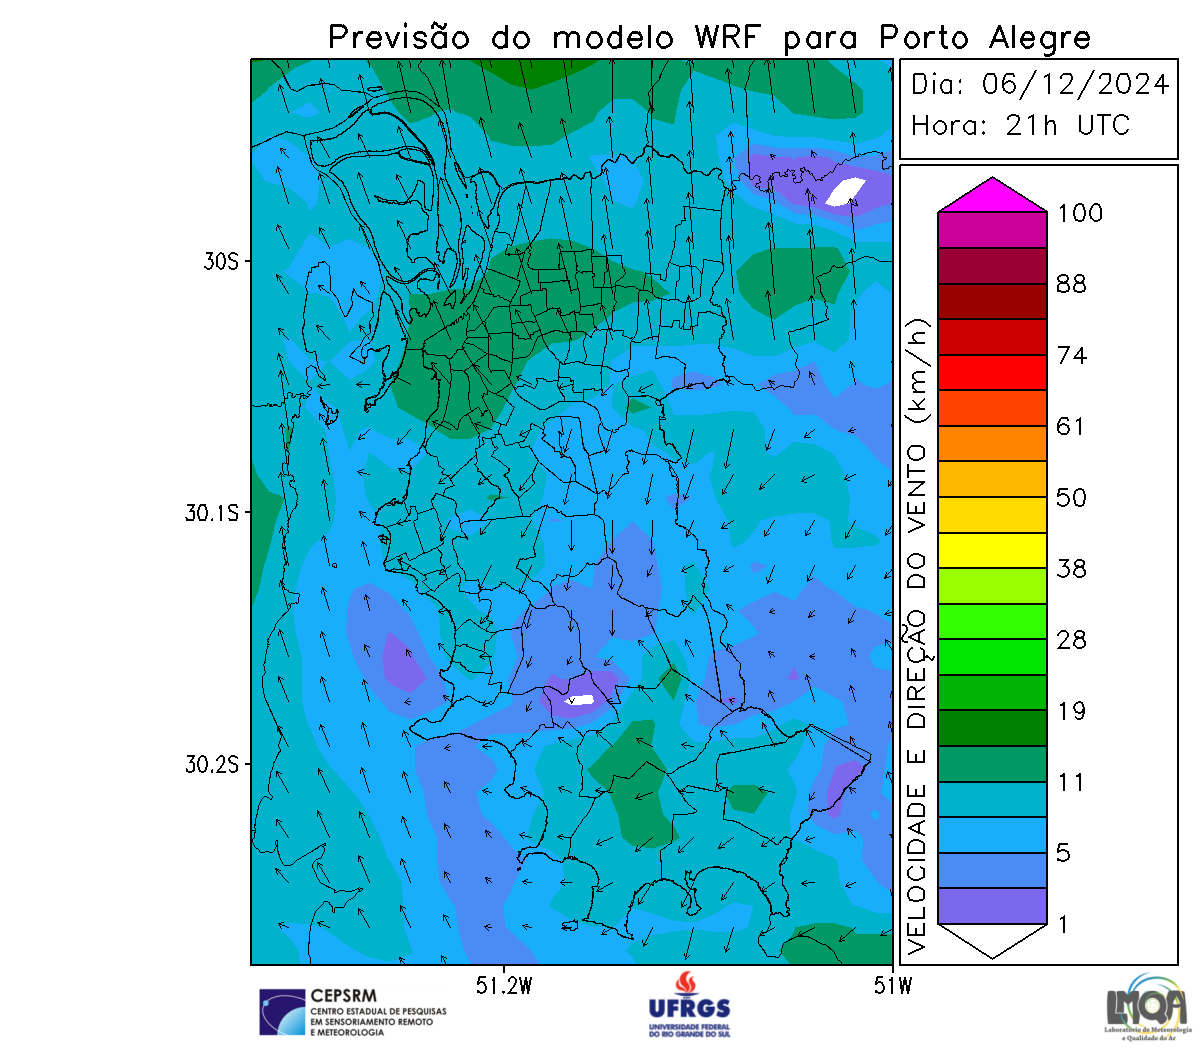 Previsão do modelo WRF para Porto Alegre
Dia: 06/12/2024
Hora: 21h UTC
30S
30.1S
30.2S
51.2W
51W
VELOCIDADE E DIREÇÃO DO VENTO (km/h)
100
88
74
61
50
38
28
19
11
5
1
CEPSRM
CENTRO ESTADUAL DE PESQUISAS
EM SENSORIAMENTO REMOTO
E METEOROLOGIA
UFRGS
UNIVERSIDADE FEDERAL
DO RIO GRANDE DO SUL
LMQA
Laboratório de Meteorologia
e Qualidade do Ar